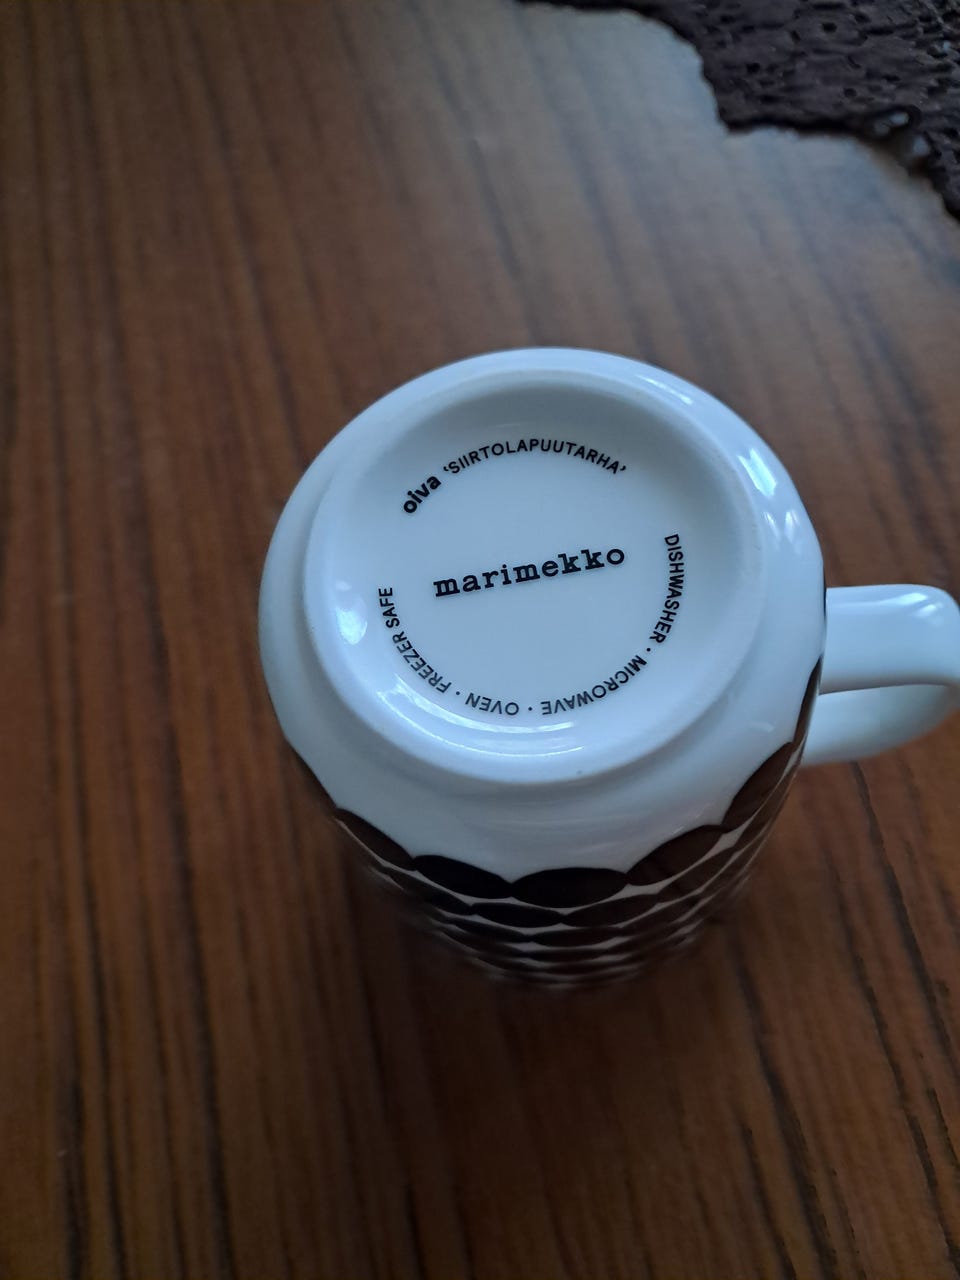 oiva ‘SIIRTOLAPUUTARHA’
marimekko
DISHWASHER · MICROWAVE · OVEN · FREEZER SAFE